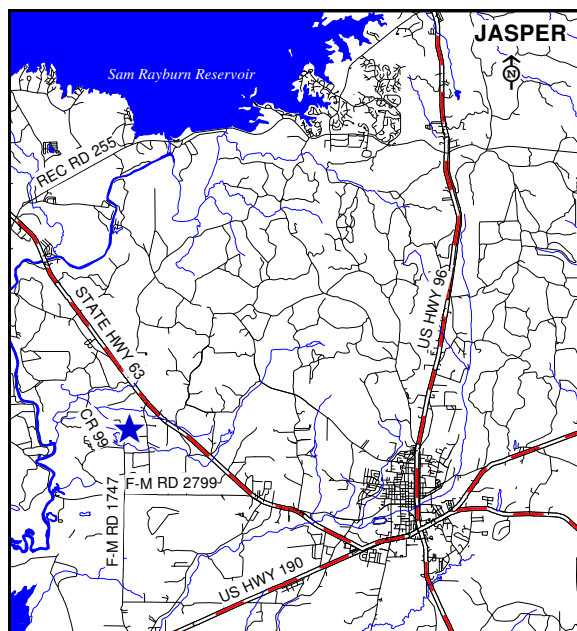 JASPER
N
Sam Rayburn Reservoir
REC RD 255
US HWY 96
STATE HWY 63
CR 99
F-M RD 2799
F-M RD 1747
US HWY 190